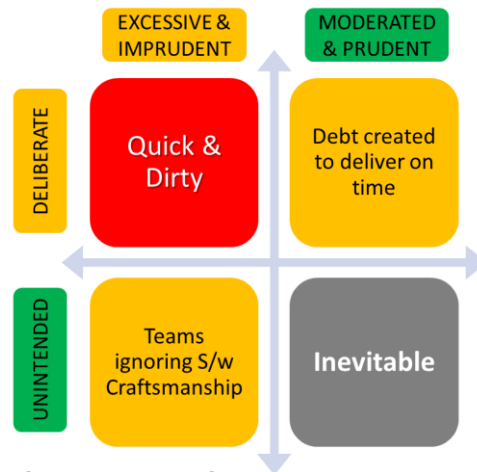 EXCESSIVE &
IMPRUDENT
MODERATED
& PRUDENT
DELIBERATE
Quick &
Dirty
Debt created
to deliver on
time
UNINTENDED
Teams
ignoring S/w
Craftsmanship
Inevitable